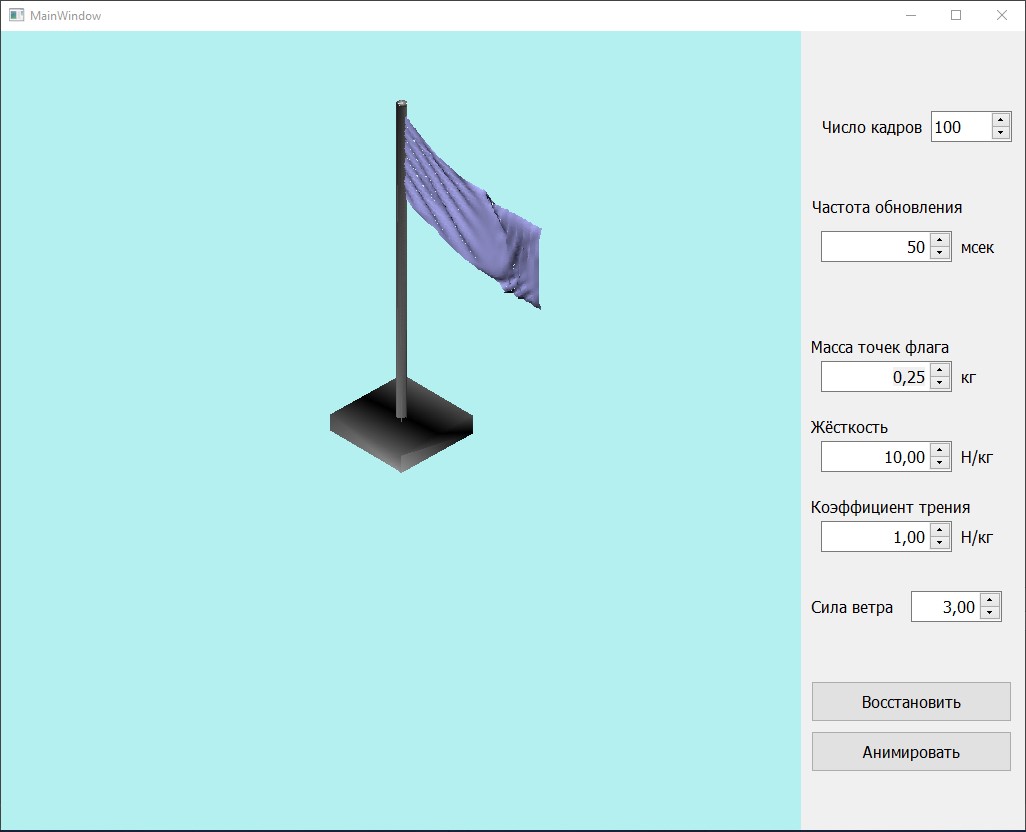 MainWindow
Число кадров 100
Частота обновления
50 мсек
Масса точек флага
0,25 кг
Жёсткость
10,00 Н/кг
Коэффициент трения
1,00 Н/кг
Сила ветра 3,00
Восстановить
Анимировать